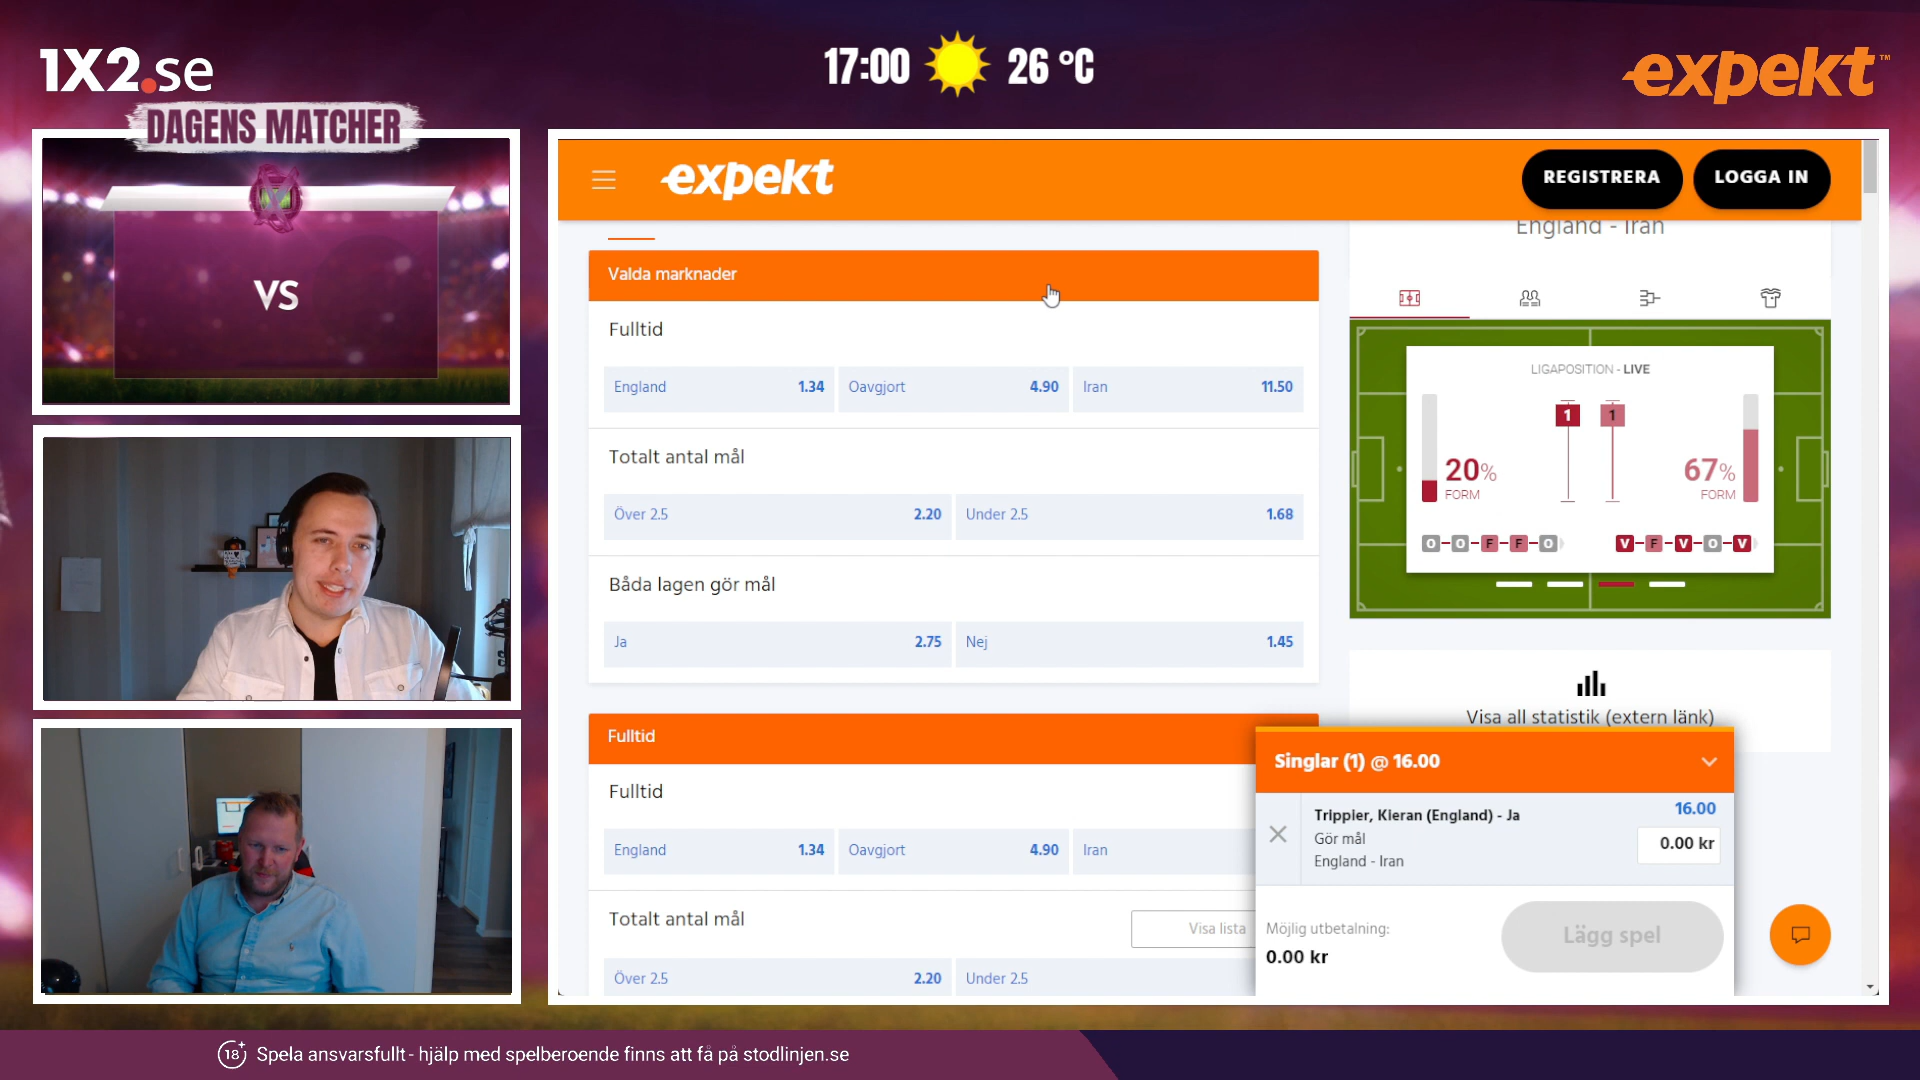 1X2.se
17:00 26 °C
expekt™
DAGENS MATCHER
VS
expekt
REGISTRERA
LOGGA IN
England - Iran
Valda marknader
Fulltid
England 1.34 Oavgjort 4.90 Iran 11.50
Totalt antal mål
Över 2.5 2.20 Under 2.5 1.68
Båda lagen gör mål
Ja 2.75 Nej 1.45
LIGAPOSITION - LIVE
1 1
20% 67%
FORM FORM
O-O-F-F-O V-F-V-O-V
Visa all statistik (extern länk)
Fulltid
Fulltid
England 1.34 Oavgjort 4.90 Iran
Totalt antal mål
Visa lista
Över 2.5 2.20 Under 2.5
Singlar (1) @ 16.00
Trippier, Kieran (England) - Ja 16.00
Gör mål 0.00 kr
England - Iran
Möjlig utbetalning:
0.00 kr
Lägg spel
18+ Spela ansvarsfullt - hjälp med spelberoende finns att få på stodlinjen.se